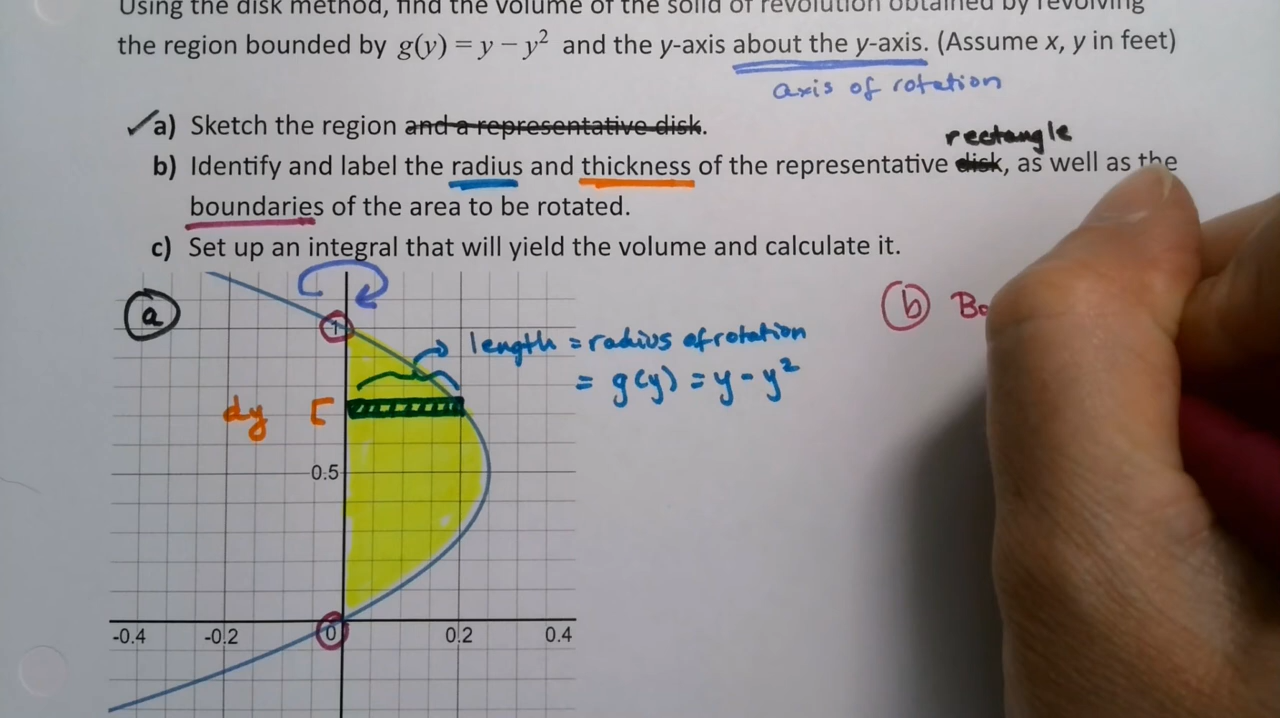 Using the disk method, find the volume of the solid of revolution obtained by revolving
the region bounded by g(y) = y − y² and the y-axis about the y-axis. (Assume x, y in feet)
axis of rotation
a) Sketch the region and a representative disk.
rectangle
b) Identify and label the radius and thickness of the representative disk, as well as the
boundaries of the area to be rotated.
c) Set up an integral that will yield the volume and calculate it.
a
b Bo
1
length = radius of rotation
= g(y) = y - y²
dy
0.5
0
-0.4 -0.2 0.2 0.4